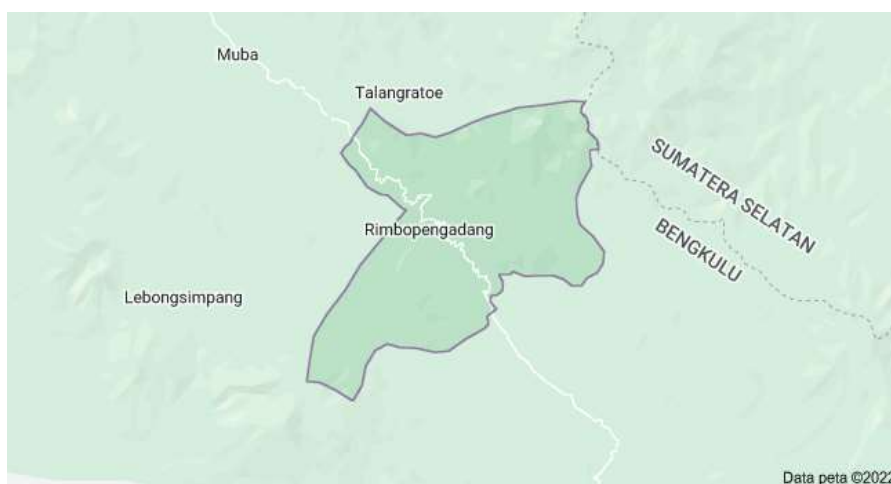 Muba
Talangratoe
SUMATERA SELATAN
BENGKULU
Rimbopengadang
Lebongsimpang
Data peta ©2022